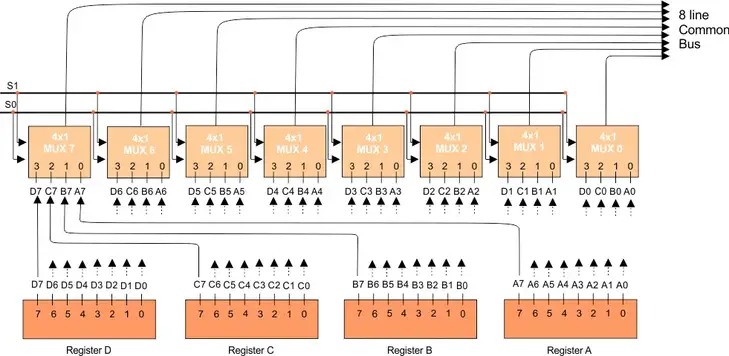 8 line
Common
Bus
S1
S0
4x1 4x1 4x1 4x1 4x1 4x1 4x1 4x1
MUX 7 MUX 6 MUX 5 MUX 4 MUX 3 MUX 2 MUX 1 MUX 0
3 2 1 0 3 2 1 0 3 2 1 0 3 2 1 0 3 2 1 0 3 2 1 0 3 2 1 0 3 2 1 0
D7 C7 B7 A7 D6 C6 B6 A6 D5 C5 B5 A5 D4 C4 B4 A4 D3 C3 B3 A3 D2 C2 B2 A2 D1 C1 B1 A1 D0 C0 B0 A0
D7 D6 D5 D4 D3 D2 D1 D0 C7 C6 C5 C4 C3 C2 C1 C0 B7 B6 B5 B4 B3 B2 B1 B0 A7 A6 A5 A4 A3 A2 A1 A0
7 6 5 4 3 2 1 0 7 6 5 4 3 2 1 0 7 6 5 4 3 2 1 0 7 6 5 4 3 2 1 0
Register D Register C Register B Register A